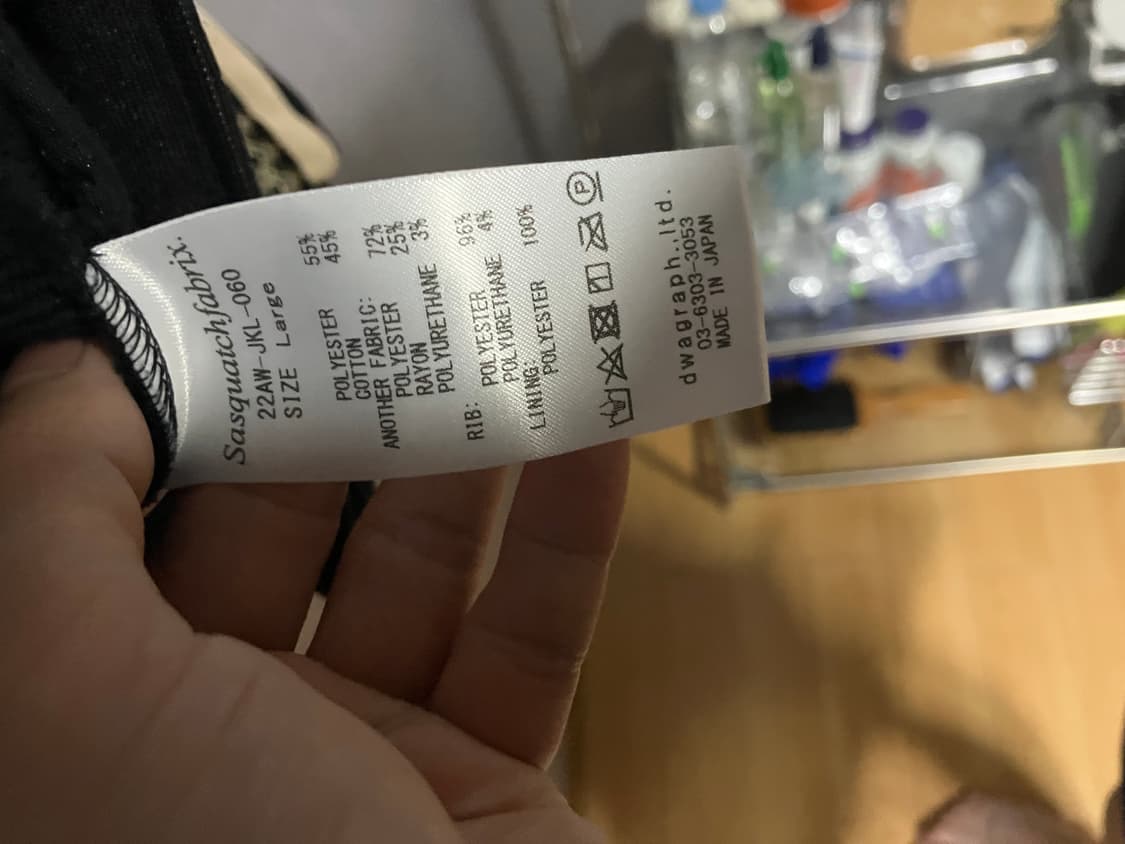 Sasquatchfabrix.
22AW-JKL-060
SIZE Large
POLYESTER 55%
COTTON 45%
ANOTHER FABRIC:
POLYESTER 72%
RAYON 25%
POLYURETHANE 3%
RIB: POLYESTER 96%
POLYURETHANE 4%
LINING:
POLYESTER 100%
P
dwagraph.,ltd.
03-6303-3053
MADE IN JAPAN